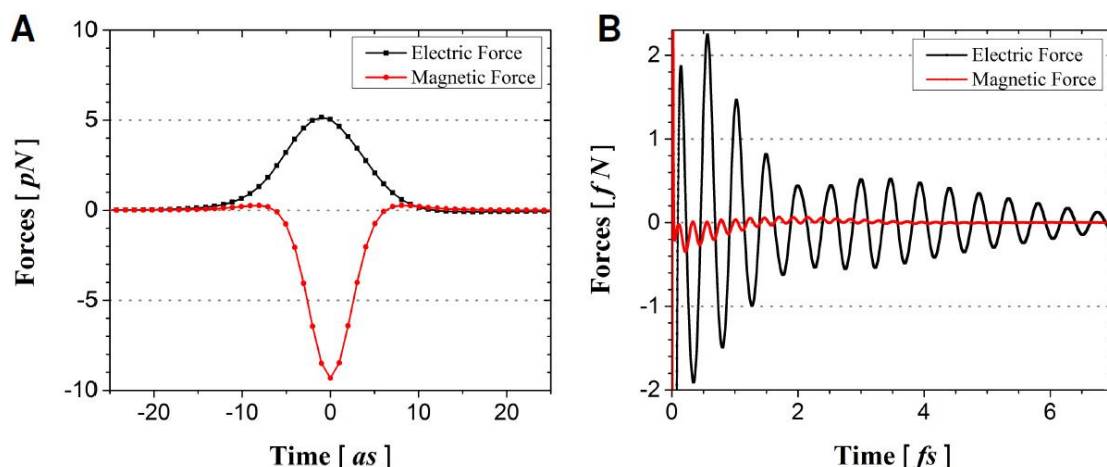 A
Electric Force
Magnetic Force
10
5
0
-5
-10
Forces [ pN ]
-20
-10
0
10
20
Time [ as ]
B
Electric Force
Magnetic Force
2
1
0
-1
-2
Forces [ fN ]
0
2
4
6
Time [ fs ]